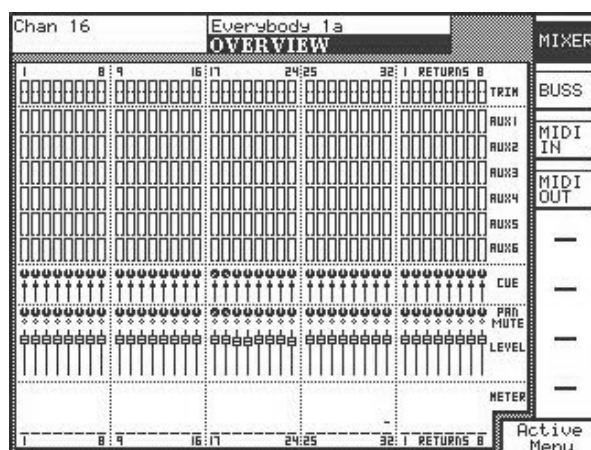 Chan 16
Everybody 1a
OVERVIEW
MIXER
1 8 9 16 17 24 25 32 1 RETURNS 8
TRIM
BUSS
AUX1
AUX2
MIDI IN
AUX3
MIDI OUT
AUX4
AUX5
AUX6
CUE
PAN
MUTE
LEVEL
METER
1 8 9 16 17 24 25 32 1 RETURNS 8
Active
Menu